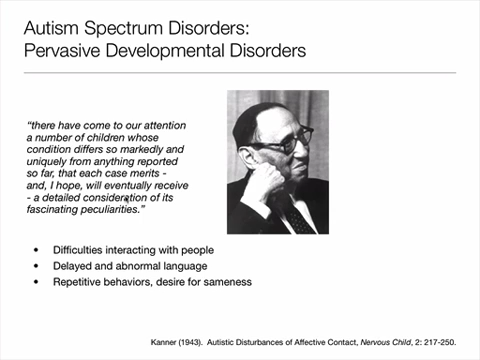 Autism Spectrum Disorders:
Pervasive Developmental Disorders
“there have come to our attention
a number of children whose
condition differs so markedly and
uniquely from anything reported
so far, that each case merits -
and, I hope, will eventually receive
- a detailed consideration of its
fascinating peculiarities.”
• Difficulties interacting with people
• Delayed and abnormal language
• Repetitive behaviors, desire for sameness
Kanner (1943). Autistic Disturbances of Affective Contact, Nervous Child, 2: 217-250.